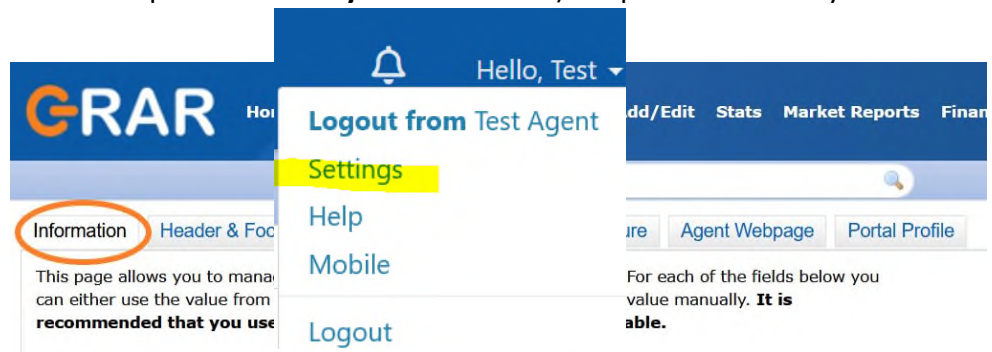 Hello, Test
GRAR
Logout from Test Agent
dd/Edit Stats Market Reports Finan
Settings
Help
Mobile
Logout
Information Header & Foo
ure Agent Webpage Portal Profile
This page allows you to mana
For each of the fields below you
can either use the value from
value manually. It is
recommended that you use
able.